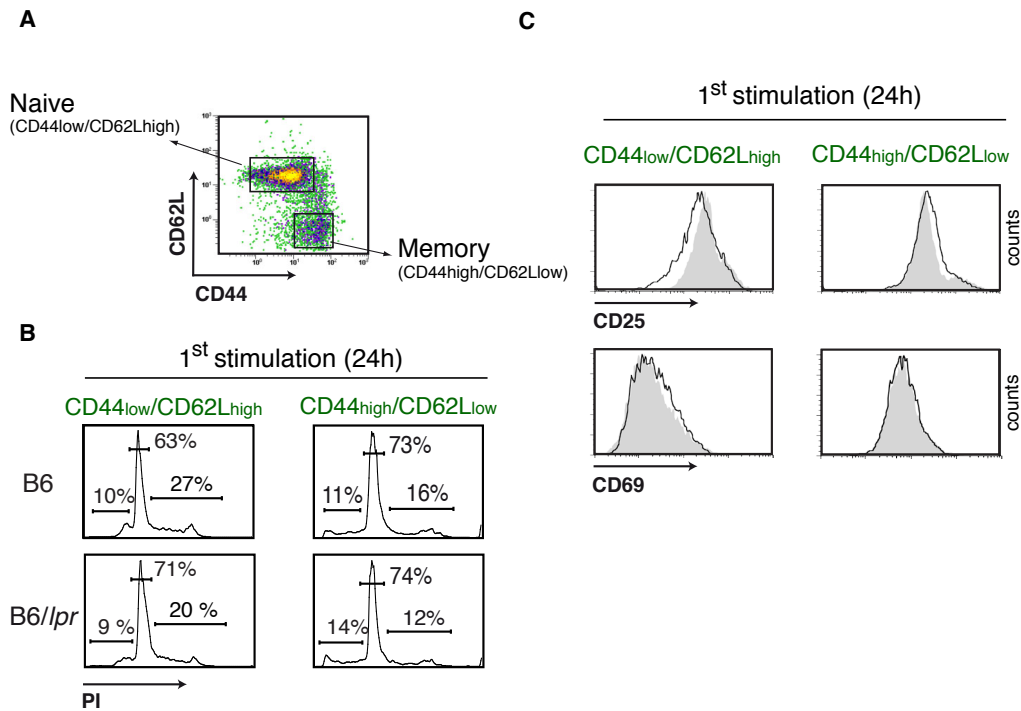 A
Naive
(CD44low/CD62Lhigh)
CD62L
CD44
Memory
(CD44high/CD62Llow)
B
1st stimulation (24h)
CD44low/CD62Lhigh CD44high/CD62Llow
B6
63%
10%
27%
73%
11%
16%
B6/lpr
71%
9 %
20 %
74%
14%
12%
PI
C
1st stimulation (24h)
CD44low/CD62Lhigh CD44high/CD62Llow
counts
CD25
counts
CD69